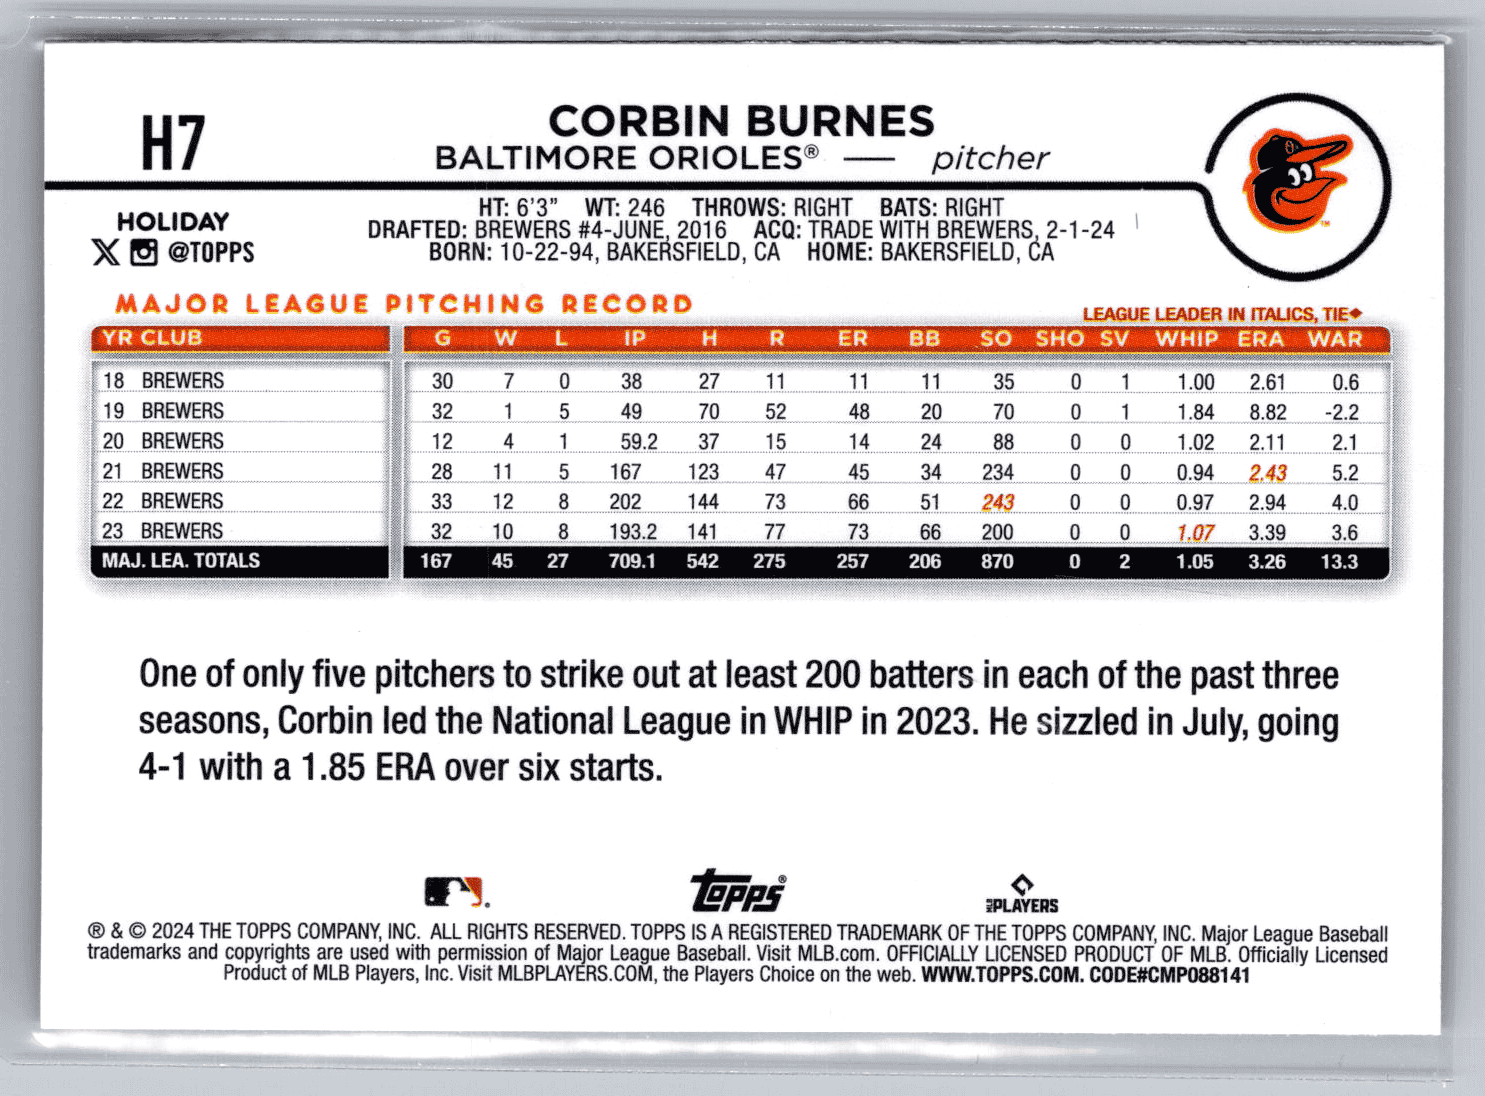 H7
CORBIN BURNES
BALTIMORE ORIOLES® — pitcher
HOLIDAY
@TOPPS
HT: 6'3" WT: 246 THROWS: RIGHT BATS: RIGHT
DRAFTED: BREWERS #4-JUNE, 2016 ACQ: TRADE WITH BREWERS, 2-1-24
BORN: 10-22-94, BAKERSFIELD, CA HOME: BAKERSFIELD, CA
MAJOR LEAGUE PITCHING RECORD
LEAGUE LEADER IN ITALICS, TIE◆
YR CLUB G W L IP H R ER BB SO SHO SV WHIP ERA WAR
18 BREWERS 30 7 0 38 27 11 11 11 35 0 1 1.00 2.61 0.6
19 BREWERS 32 1 5 49 70 52 48 20 70 0 1 1.84 8.82 -2.2
20 BREWERS 12 4 1 59.2 37 15 14 24 88 0 0 1.02 2.11 2.1
21 BREWERS 28 11 5 167 123 47 45 34 234 0 0 0.94 2.43 5.2
22 BREWERS 33 12 8 202 144 73 66 51 243 0 0 0.97 2.94 4.0
23 BREWERS 32 10 8 193.2 141 77 73 66 200 0 0 1.07 3.39 3.6
MAJ. LEA. TOTALS 167 45 27 709.1 542 275 257 206 870 0 2 1.05 3.26 13.3
One of only five pitchers to strike out at least 200 batters in each of the past three
seasons, Corbin led the National League in WHIP in 2023. He sizzled in July, going
4-1 with a 1.85 ERA over six starts.
TOPPS® PLAYERS
® & © 2024 THE TOPPS COMPANY, INC. ALL RIGHTS RESERVED. TOPPS IS A REGISTERED TRADEMARK OF THE TOPPS COMPANY, INC. Major League Baseball
trademarks and copyrights are used with permission of Major League Baseball. Visit MLB.com. OFFICIALLY LICENSED PRODUCT OF MLB. Officially Licensed
Product of MLB Players, Inc. Visit MLBPLAYERS.COM, the Players Choice on the web. WWW.TOPPS.COM. CODE#CMP088141